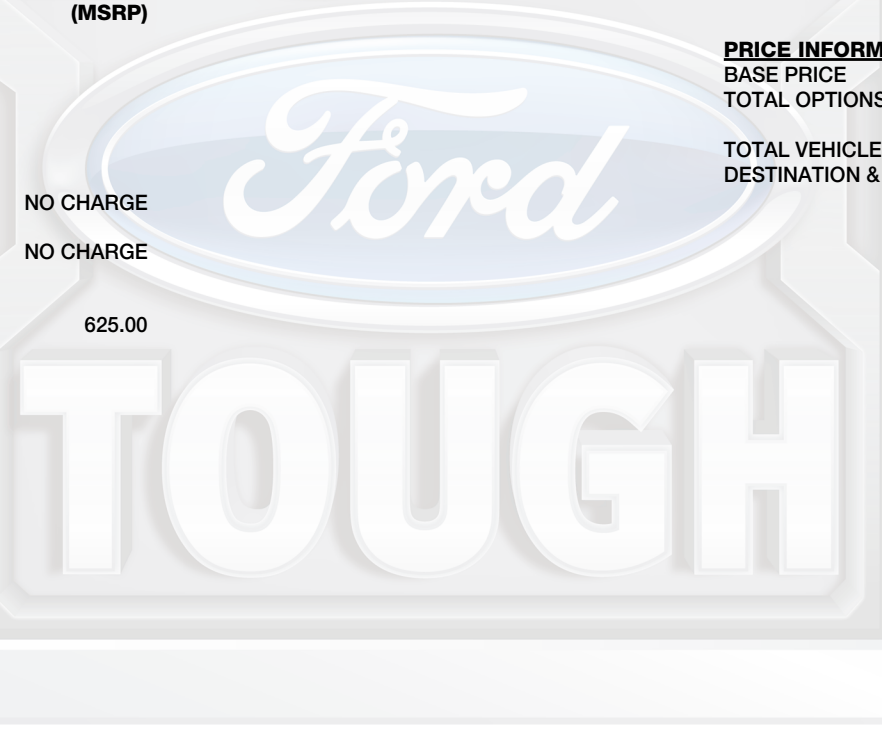 (MSRP)
NO CHARGE
NO CHARGE
625.00
PRICE INFORM
BASE PRICE
TOTAL OPTIONS
TOTAL VEHICLE
DESTINATION &
Ford
TOUGH